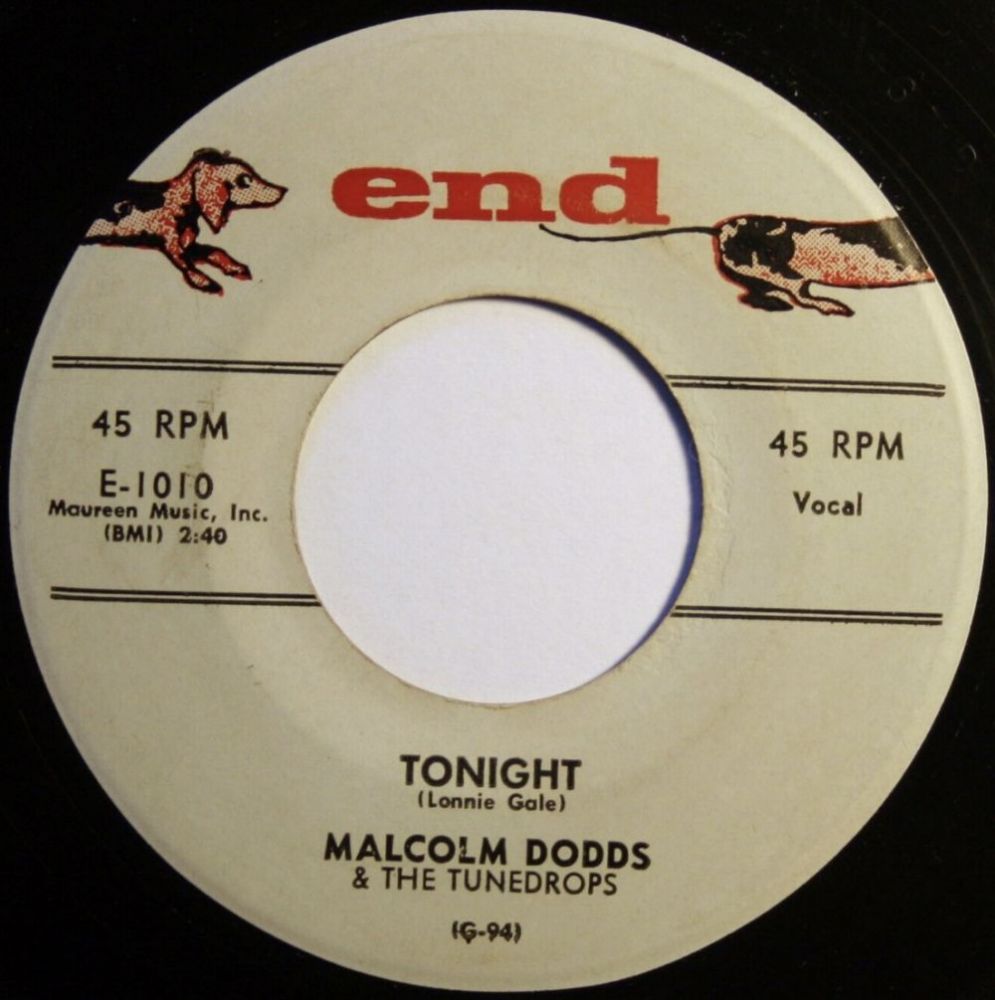 end
45 RPM
E-1010
Maureen Music, Inc.
(BMI) 2:40
45 RPM
Vocal
TONIGHT
(Lonnie Gale)
MALCOLM DODDS
& THE TUNEDROPS
(G-94)